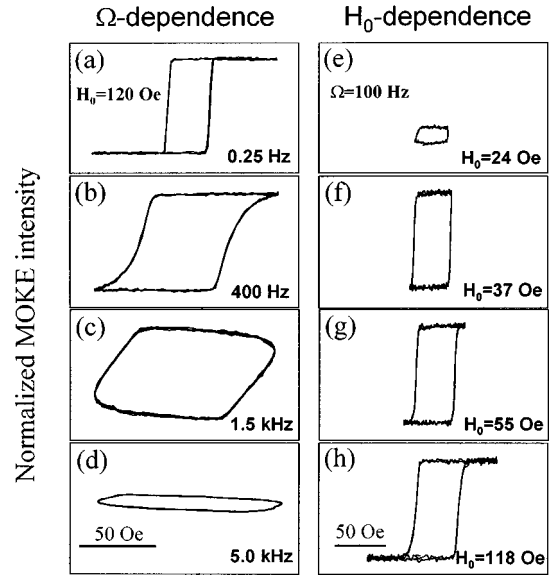 Ω-dependence
H₀-dependence
Normalized MOKE intensity
(a)
H₀=120 Oe
0.25 Hz
(b)
400 Hz
(c)
1.5 kHz
(d)
50 Oe
5.0 kHz
(e)
Ω=100 Hz
H₀=24 Oe
(f)
H₀=37 Oe
(g)
H₀=55 Oe
(h)
50 Oe
H₀=118 Oe